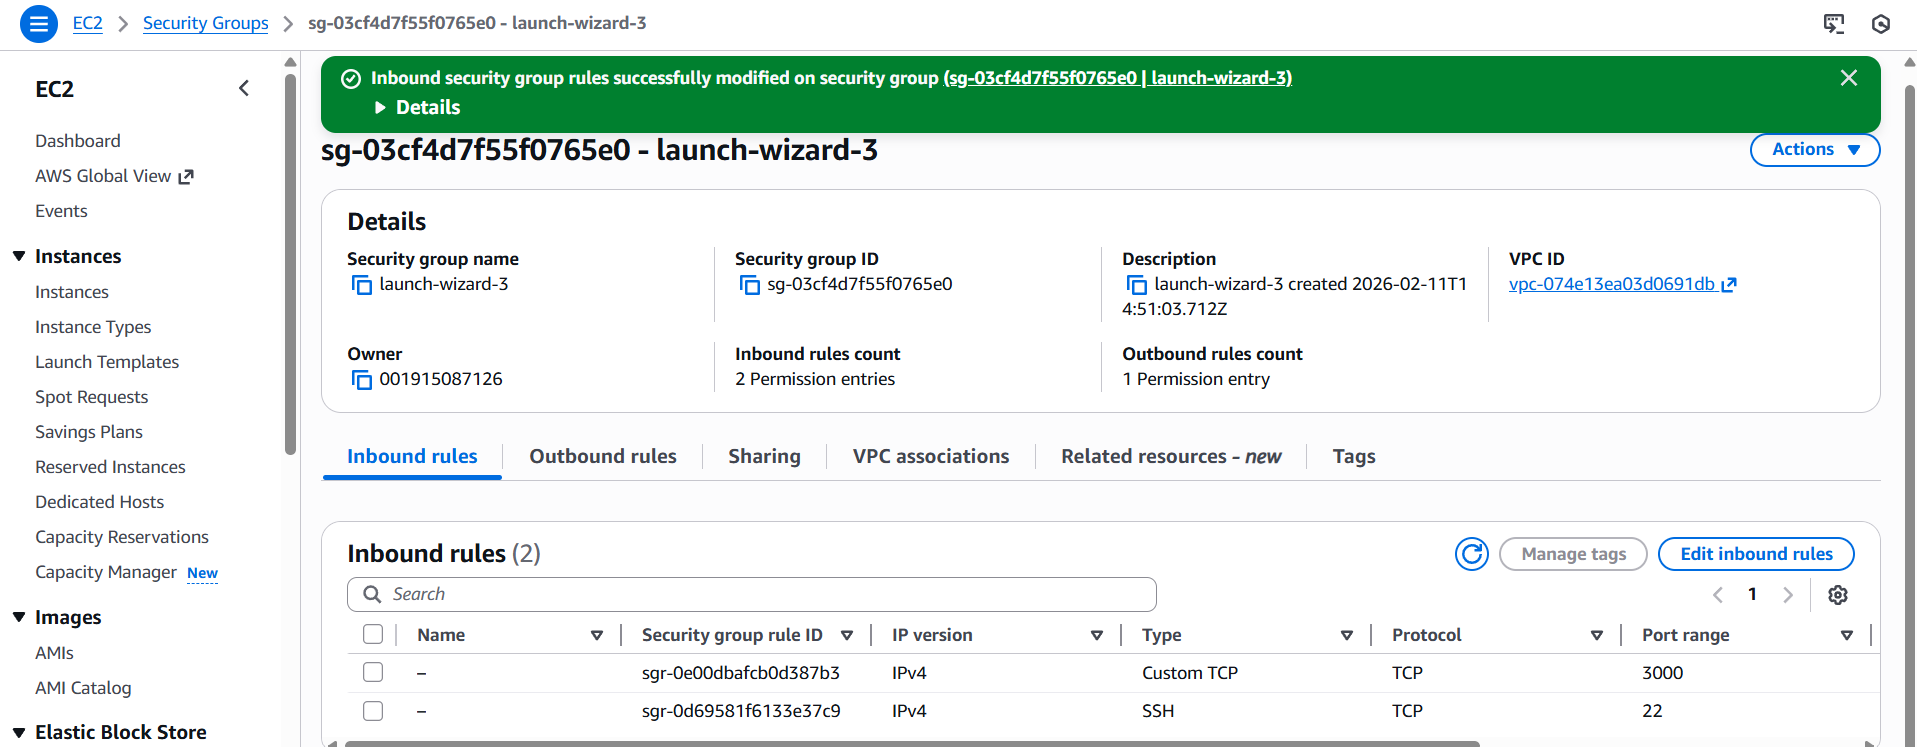 EC2 > Security Groups > sg-03cf4d7f55f0765e0 - launch-wizard-3
EC2
Dashboard
AWS Global View
Events
Instances
Instances
Instance Types
Launch Templates
Spot Requests
Savings Plans
Reserved Instances
Dedicated Hosts
Capacity Reservations
Capacity Manager New
Images
AMIs
AMI Catalog
Elastic Block Store
Inbound security group rules successfully modified on security group (sg-03cf4d7f55f0765e0 | launch-wizard-3)
Details
sg-03cf4d7f55f0765e0 - launch-wizard-3
Actions
Details
Security group name
launch-wizard-3
Security group ID
sg-03cf4d7f55f0765e0
Description
launch-wizard-3 created 2026-02-11T1
4:51:03.712Z
VPC ID
vpc-074e13ea03d0691db
Owner
001915087126
Inbound rules count
2 Permission entries
Outbound rules count
1 Permission entry
Inbound rules Outbound rules Sharing VPC associations Related resources - new Tags
Inbound rules (2)
Manage tags Edit inbound rules
Search
1
Name Security group rule ID IP version Type Protocol Port range
– sgr-0e00dbafcb0d387b3 IPv4 Custom TCP TCP 3000
– sgr-0d69581f6133e37c9 IPv4 SSH TCP 22